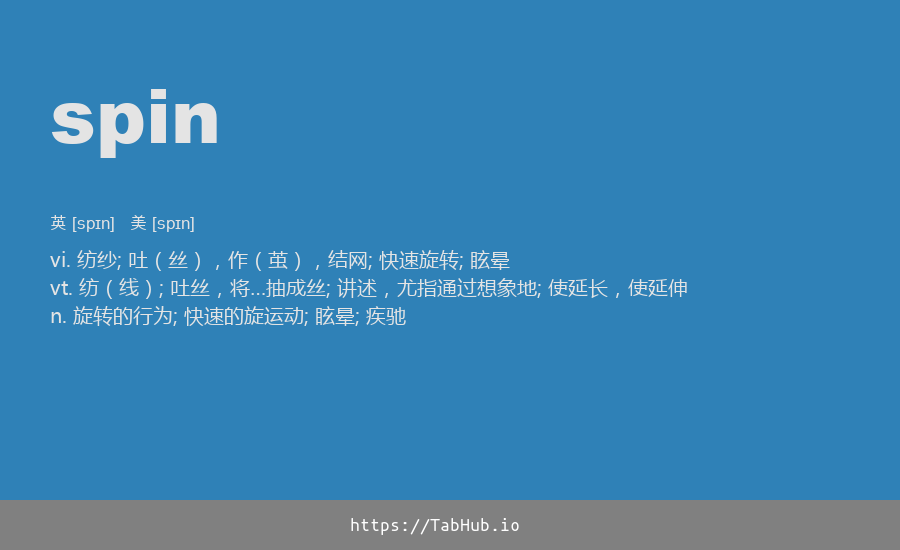 spin
英 [spɪn] 美 [spɪn]
vi. 纺纱; 吐（丝），作（茧），结网; 快速旋转; 眩晕
vt. 纺（线）; 吐丝，将…抽成丝; 讲述，尤指通过想象地; 使延长，使延伸
n. 旋转的行为; 快速的旋运动; 眩晕; 疾驰
https://TabHub.io